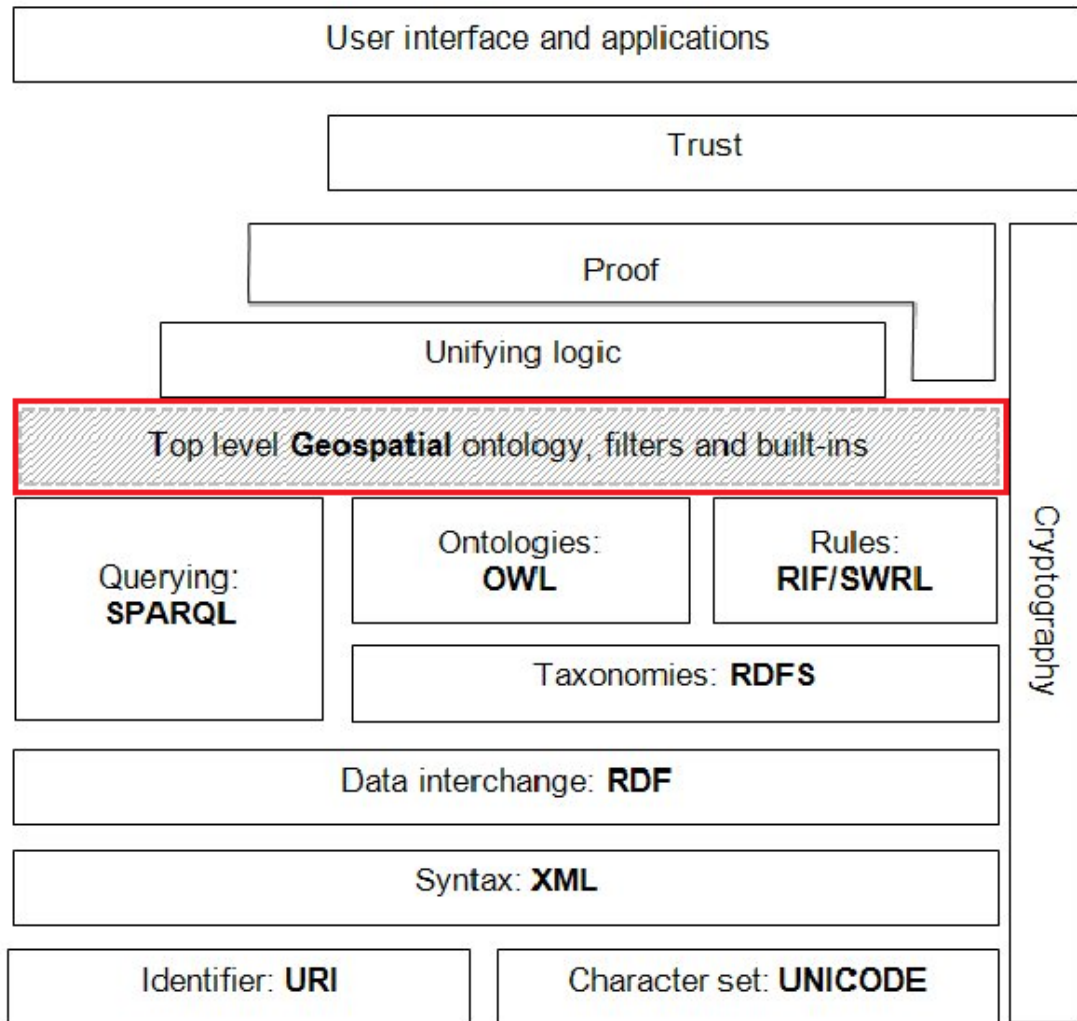 User interface and applications
Trust
Proof
Unifying logic
Top level Geospatial ontology, filters and built-ins
Querying:
SPARQL
Ontologies:
OWL
Rules:
RIF/SWRL
Taxonomies: RDFS
Data interchange: RDF
Syntax: XML
Identifier: URI
Character set: UNICODE
Cryptography